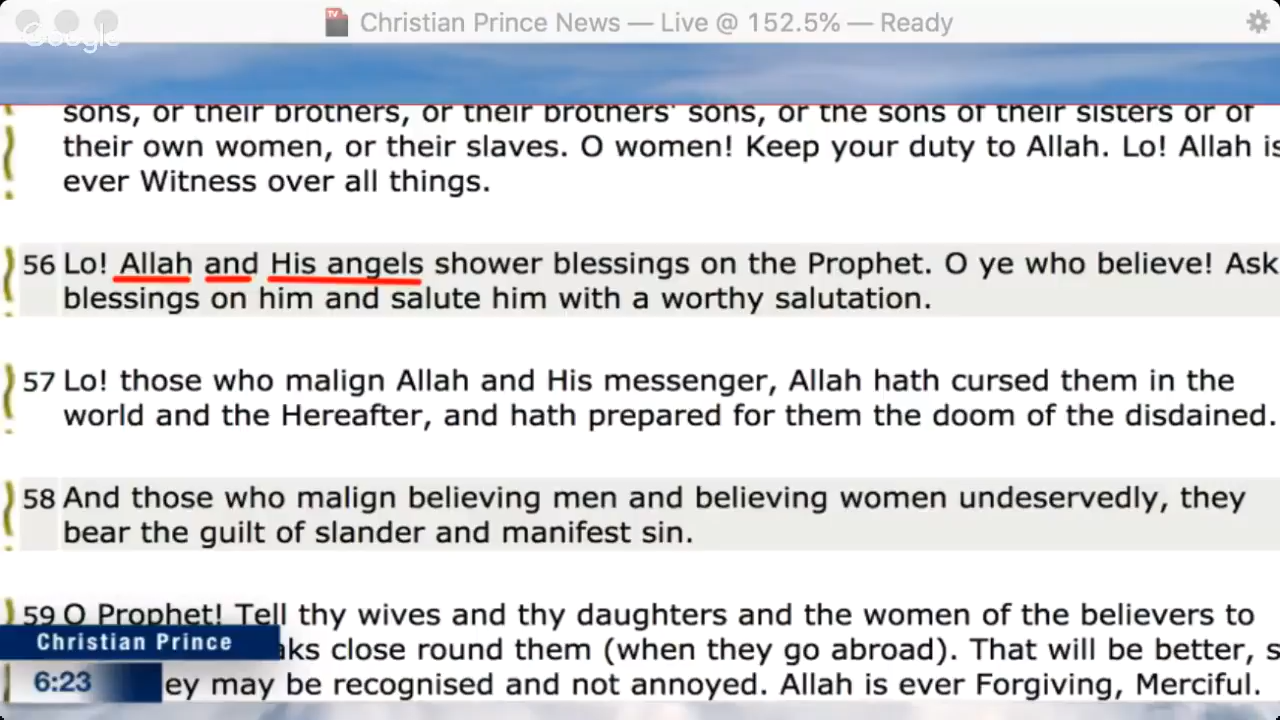 Google
Christian Prince News — Live @ 152.5% — Ready
sons, or their brothers, or their brothers' sons, or the sons of their sisters or of
their own women, or their slaves. O women! Keep your duty to Allah. Lo! Allah is
ever Witness over all things.
56 Lo! Allah and His angels shower blessings on the Prophet. O ye who believe! Ask
blessings on him and salute him with a worthy salutation.
57 Lo! those who malign Allah and His messenger, Allah hath cursed them in the
world and the Hereafter, and hath prepared for them the doom of the disdained.
58 And those who malign believing men and believing women undeservedly, they
bear the guilt of slander and manifest sin.
59 O Prophet! Tell thy wives and thy daughters and the women of the believers to
Christian Prince
aks close round them (when they go abroad). That will be better, s
6:23
ey may be recognised and not annoyed. Allah is ever Forgiving, Merciful.